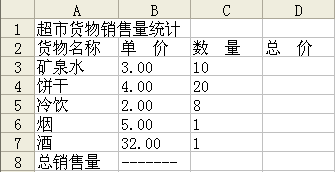 A B C D
1 超市货物销售量统计
2 货物名称 单 价 数 量 总 价
3 矿泉水 3.00 10
4 饼干 4.00 20
5 冷饮 2.00 8
6 烟 5.00 1
7 酒 32.00 1
8 总销售量 -------